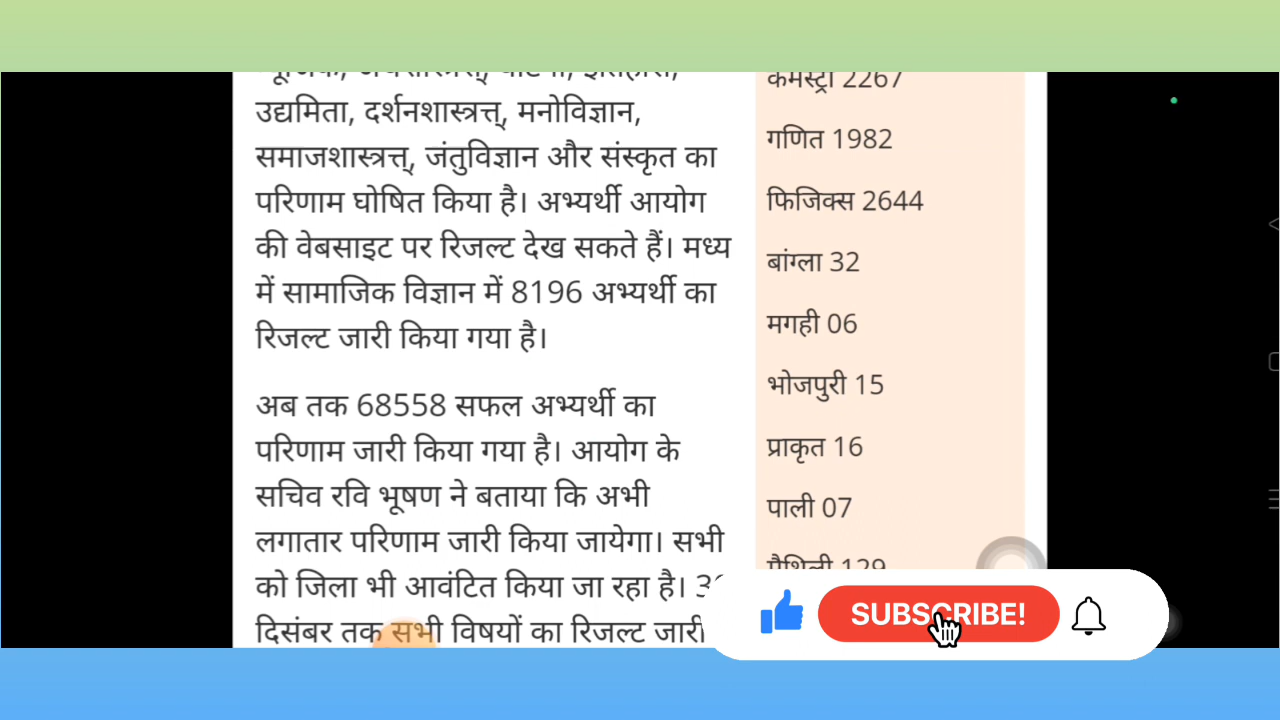 उद्यमिता, दर्शनशास्त्रत्त्, मनोविज्ञान,
समाजशास्त्रत्त्, जंतुविज्ञान और संस्कृत का
परिणाम घोषित किया है। अभ्यर्थी आयोग
की वेबसाइट पर रिजल्ट देख सकते हैं। मध्य
में सामाजिक विज्ञान में 8196 अभ्यर्थी का
रिजल्ट जारी किया गया है।
अब तक 68558 सफल अभ्यर्थी का
परिणाम जारी किया गया है। आयोग के
सचिव रवि भूषण ने बताया कि अभी
लगातार परिणाम जारी किया जायेगा। सभी
को जिला भी आवंटित किया जा रहा है।
दिसंबर तक सभी विषयों का रिजल्ट जारी
कमेस्ट्री 2267
गणित 1982
फिजिक्स 2644
बांग्ला 32
मगही 06
भोजपुरी 15
प्राकृत 16
पाली 07
मैथिली 129
SUBSCRIBE!